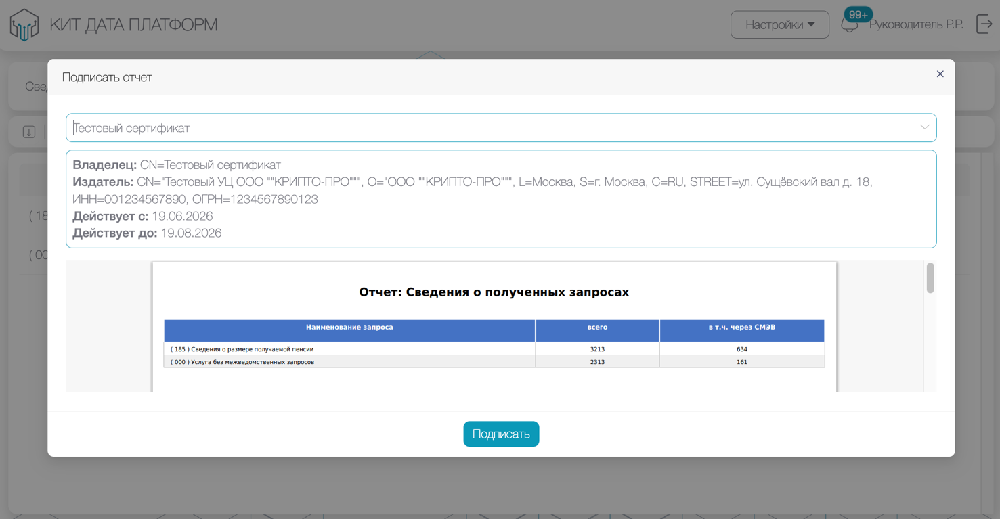 КИТ ДАТА ПЛАТФОРМ
Настройки
99+
Руководитель Р.Р.
Подписать отчет
Тестовый сертификат
Владелец: CN=Тестовый сертификат
Издатель: CN="Тестовый УЦ ООО ""КРИПТО-ПРО""", O="ООО ""КРИПТО-ПРО""", L=Москва, S=г. Москва, C=RU, STREET=ул. Сущёвский вал д. 18,
ИНН=001234567890, ОГРН=1234567890123
Действует с: 19.06.2026
Действует до: 19.08.2026
( 18
( 00
Отчет: Сведения о полученных запросах
Наименование запроса всего в т.ч. через СМЭВ
( 185 ) Сведения о размере получаемой пенсии 3213 634
( 000 ) Услуга без межведомственных запросов 2313 161
Подписать